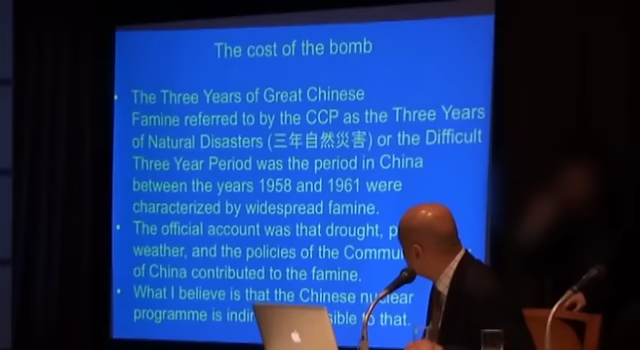 The cost of the bomb
• The Three Years of Great Chinese
Famine referred to by the CCP as the Three Years
of Natural Disasters (三年自然災害) or the Difficult
Three Year Period was the period in China
between the years 1958 and 1961 were
characterized by widespread famine.
• The official account was that drought, p
weather, and the policies of the Commu
of China contributed to the famine.
• What I believe is that the Chinese nuclear
programme is indir sible to that.